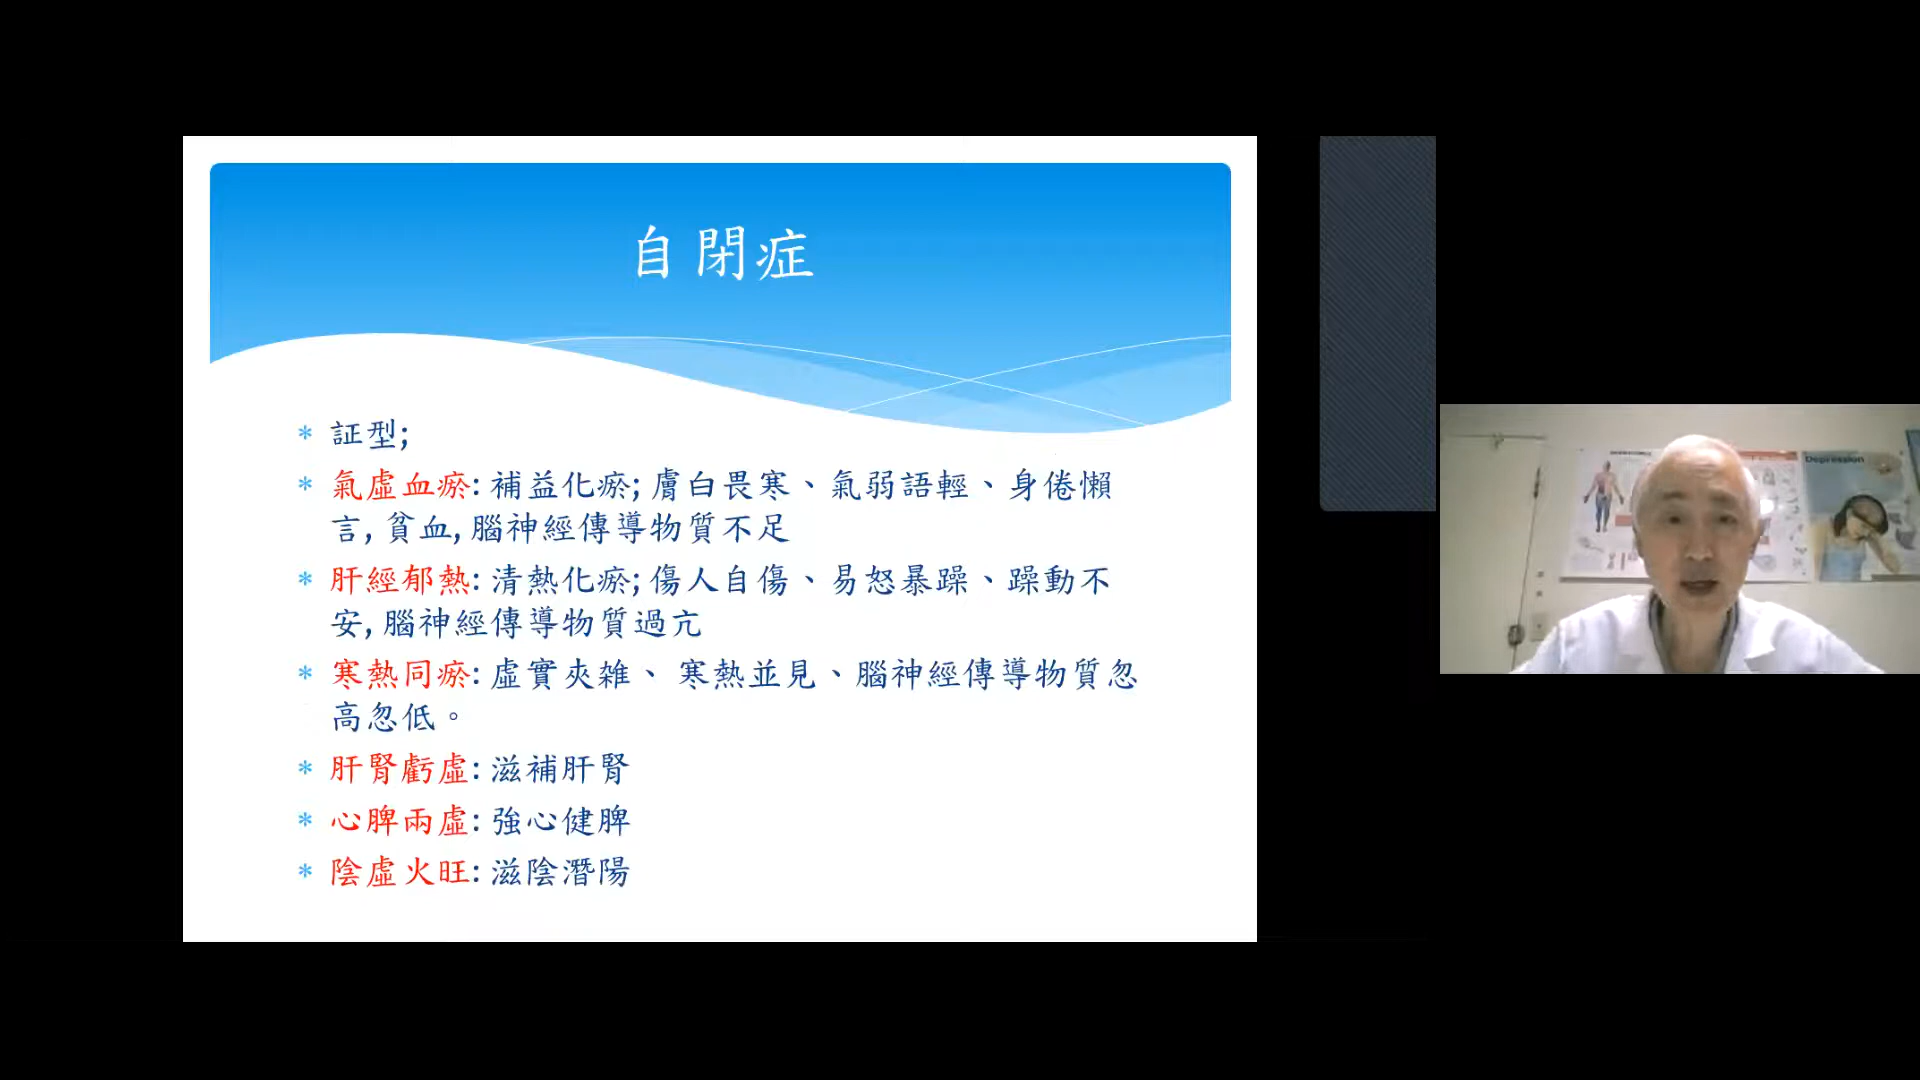 自閉症
* 証型;
* 氣虛血瘀: 補益化瘀; 膚白畏寒、氣弱語輕、身倦懶
言, 貧血, 腦神經傳導物質不足
* 肝經郁熱: 清熱化瘀; 傷人自傷、易怒暴躁、躁動不
安, 腦神經傳導物質過亢
* 寒熱同瘀: 虛實夾雑、 寒熱並見、腦神經傳導物質忽
高忽低。
* 肝腎虧虛: 滋補肝腎
* 心脾兩虛: 強心健脾
* 陰虛火旺: 滋陰潛陽
Depression